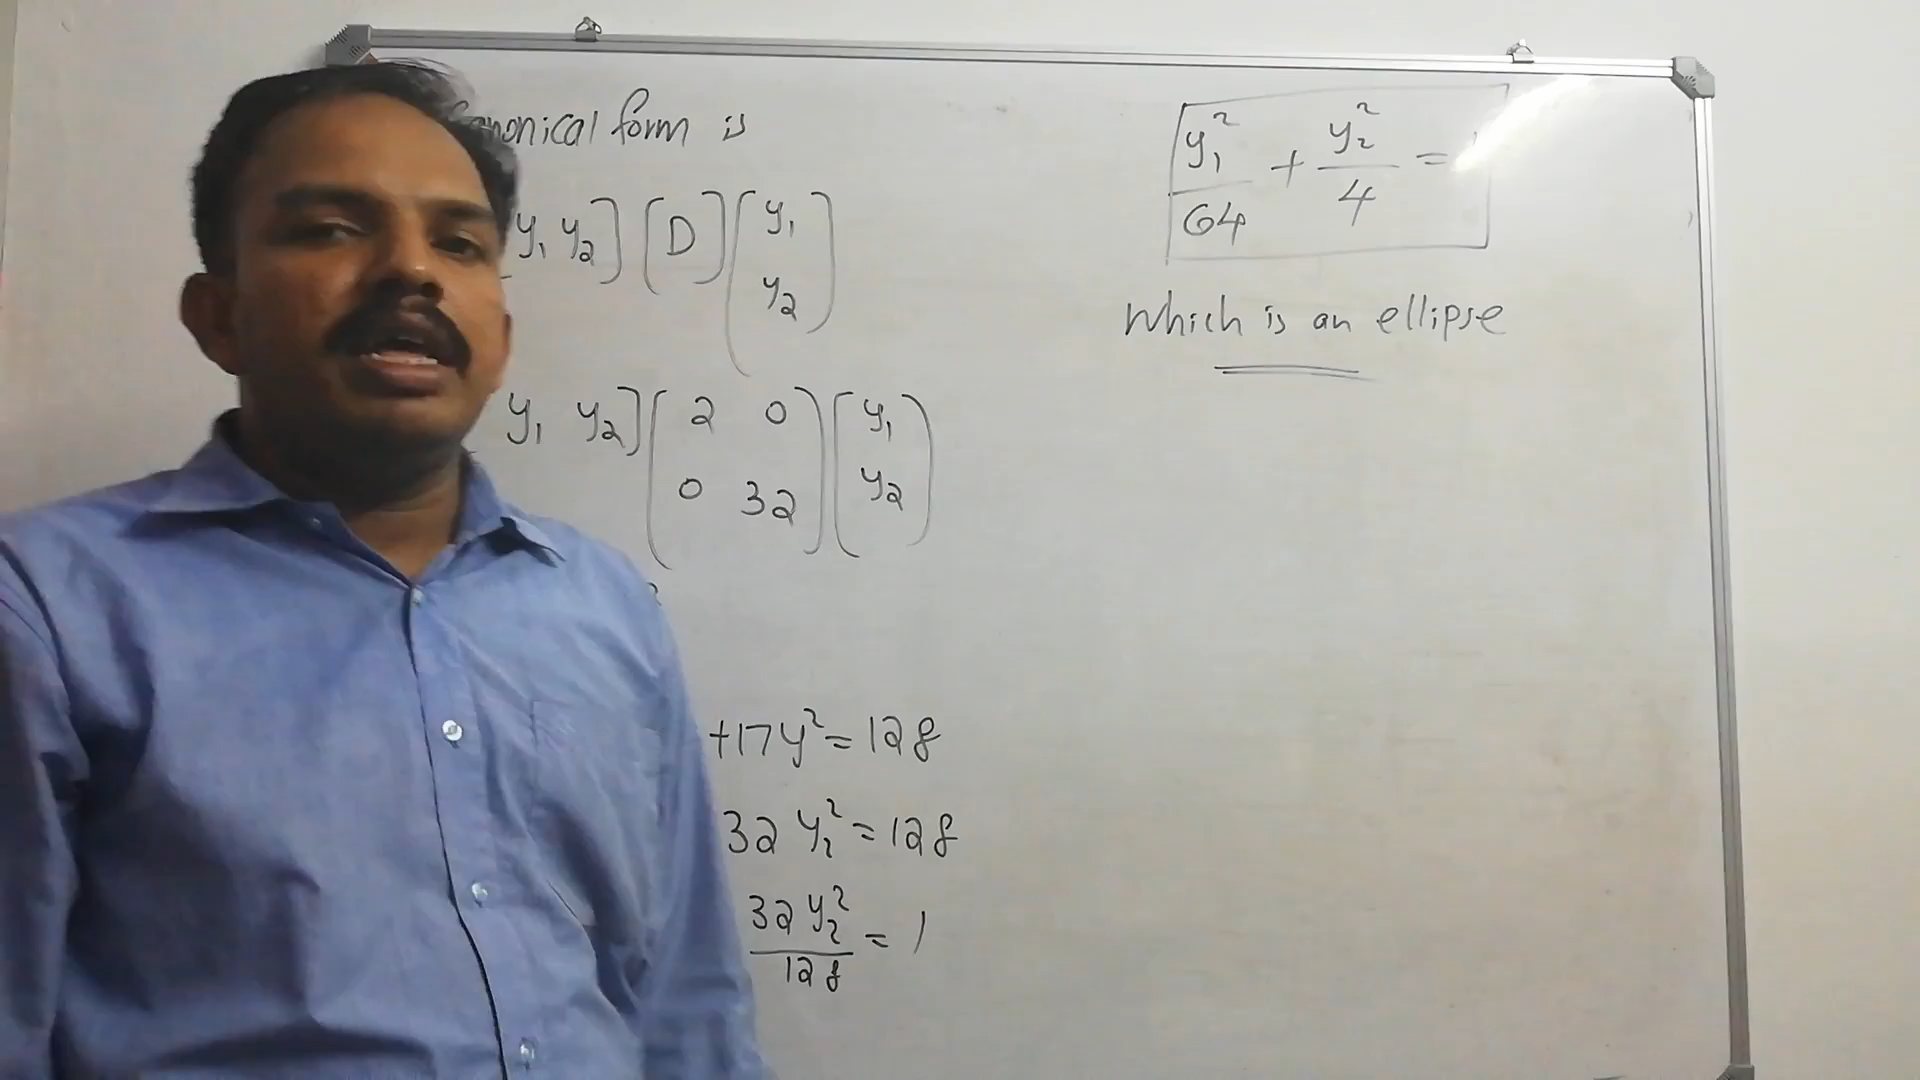 canonical form is
y₁ y₂] [D] [y₁
y₂]
y₁ y₂] [2 0
0 32] [y₁
y₂]
+17y² = 128
32 y₂² = 128
32 y₂² / 128 = 1
y₁² / 64 + y₂² / 4 =
which is an ellipse